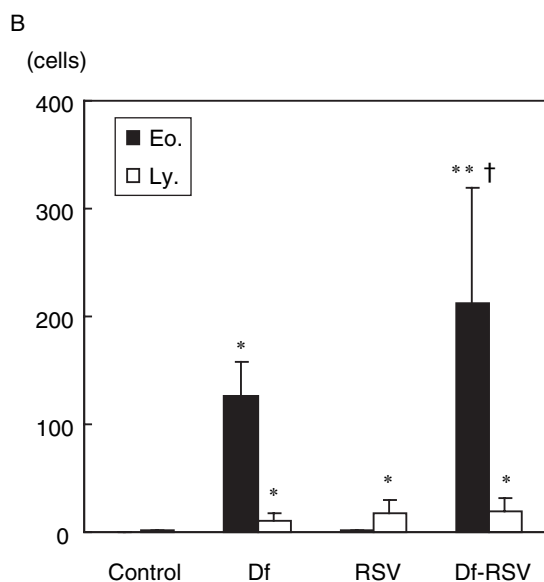 B
(cells)
400
Eo.
Ly.
** †
300
200
*
100
* * *
0
Control Df RSV Df-RSV